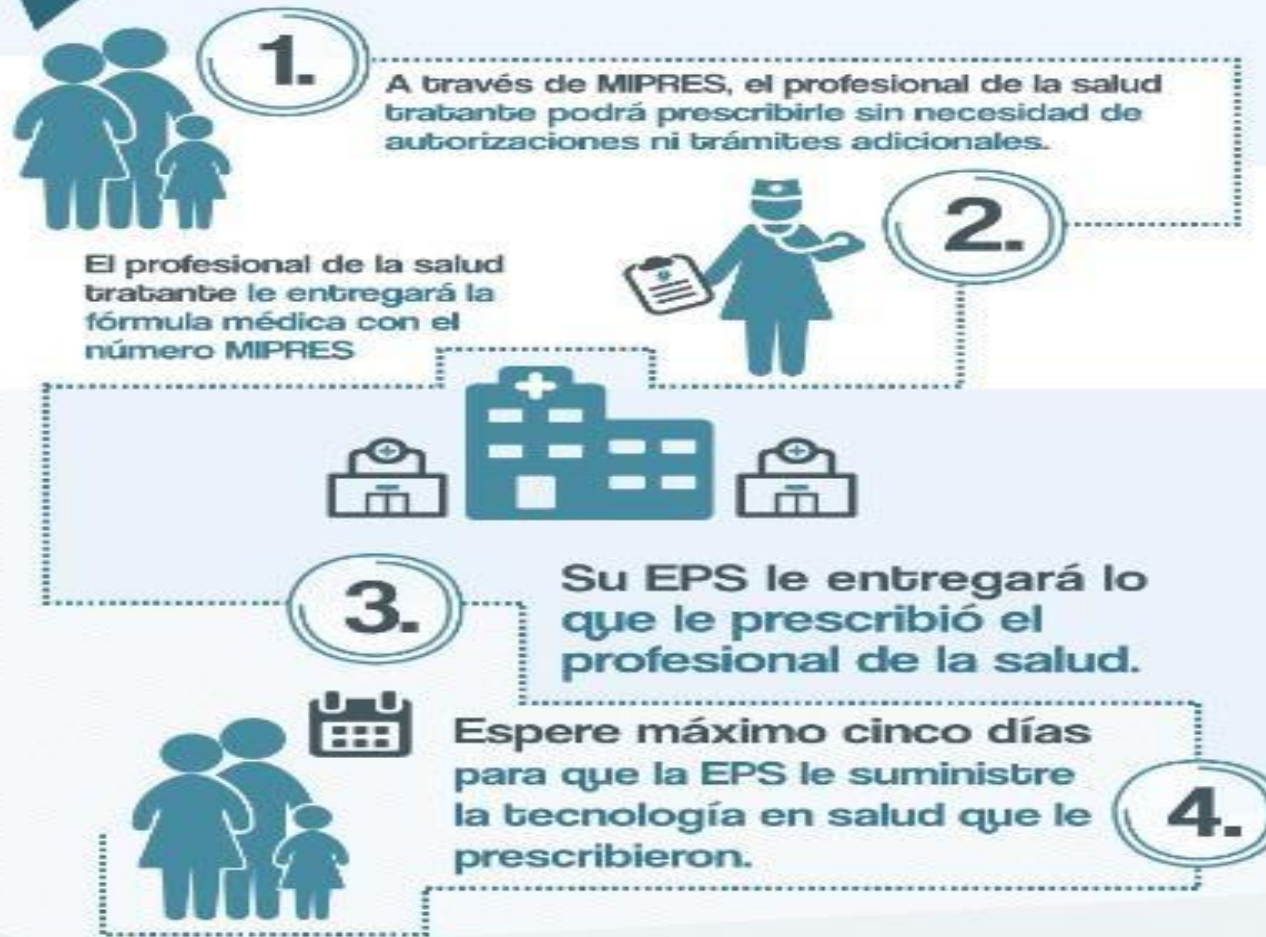 1.
A través de MIPRES, el profesional de la salud
tratante podrá prescribirle sin necesidad de
autorizaciones ni trámites adicionales.
2.
El profesional de la salud
tratante le entregará la
fórmula médica con el
número MIPRES
3.
Su EPS le entregará lo
que le prescribió el
profesional de la salud.
4.
Espere máximo cinco días
para que la EPS le suministre
la tecnología en salud que le
prescribieron.